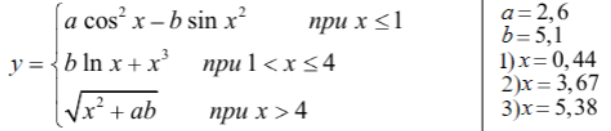 y = { a cos² x – b sin x² при x ≤ 1
b ln x + x³ при 1 < x ≤ 4
√(x² + ab) при x > 4
a = 2,6
b = 5,1
1) x = 0,44
2) x = 3,67
3) x = 5,38